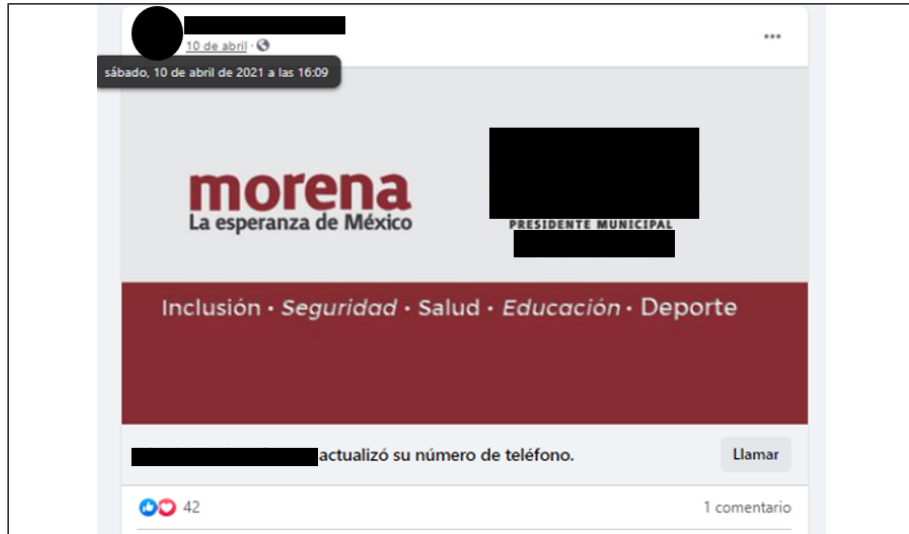 10 de abril ·
sábado, 10 de abril de 2021 a las 16:09
morena
La esperanza de México
PRESIDENTE MUNICIPAL
Inclusión · Seguridad · Salud · Educación · Deporte
actualizó su número de teléfono.
Llamar
42
1 comentario